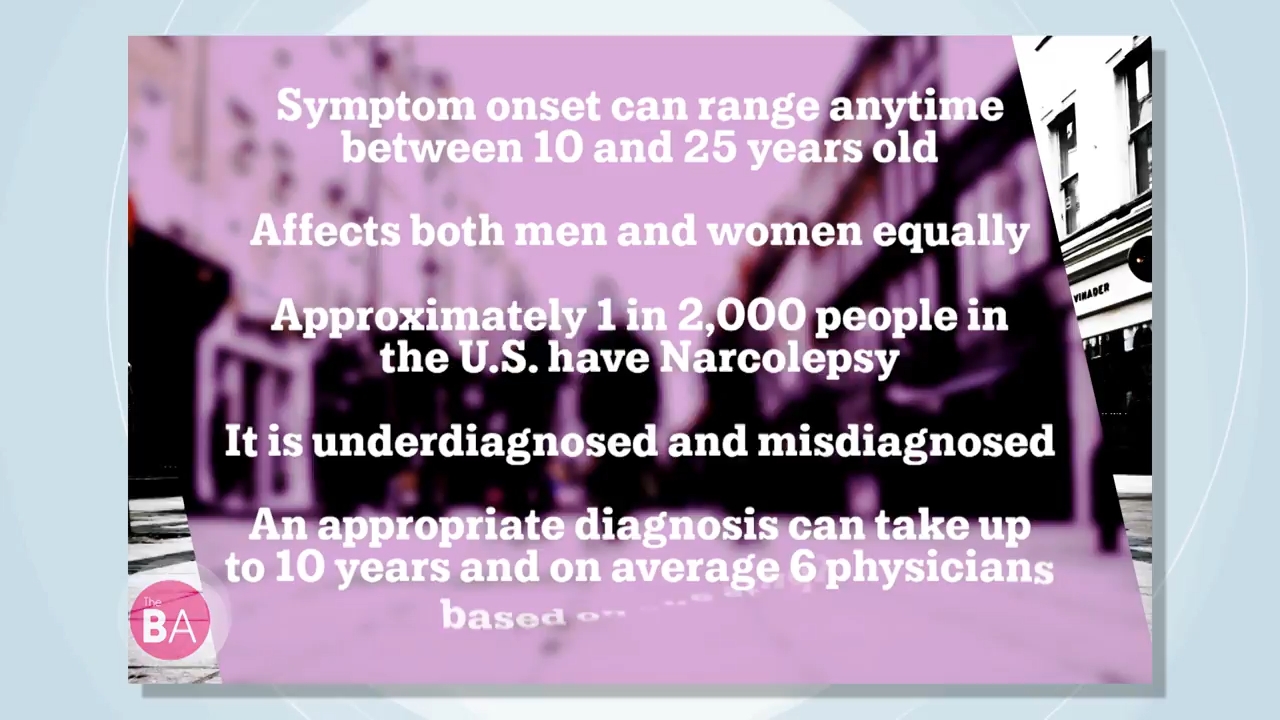 Symptom onset can range anytime
between 10 and 25 years old
Affects both men and women equally
Approximately 1 in 2,000 people in
the U.S. have Narcolepsy
It is underdiagnosed and misdiagnosed
An appropriate diagnosis can take up
to 10 years and on average 6 physicians
based on
The
BA
VINADER